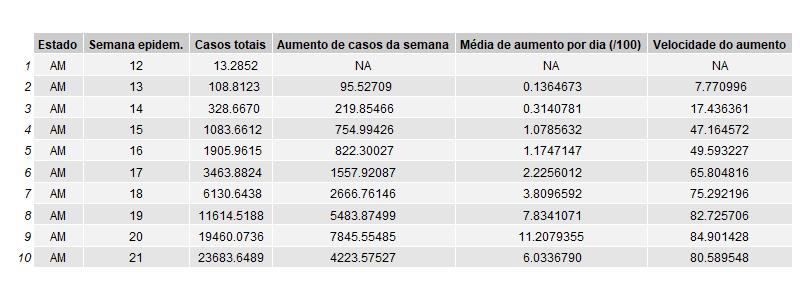 Estado Semana epidem. Casos totais Aumento de casos da semana Média de aumento por dia (/100) Velocidade do aumento
1 AM 12 13.2852 NA NA NA
2 AM 13 108.8123 95.52709 0.1364673 7.770996
3 AM 14 328.6670 219.85466 0.3140781 17.436361
4 AM 15 1083.6612 754.99426 1.0785632 47.164572
5 AM 16 1905.9615 822.30027 1.1747147 49.593227
6 AM 17 3463.8824 1557.92087 2.2256012 65.804816
7 AM 18 6130.6438 2666.76146 3.8096592 75.292196
8 AM 19 11614.5188 5483.87499 7.8341071 82.725706
9 AM 20 19460.0736 7845.55485 11.2079355 84.901428
10 AM 21 23683.6489 4223.57527 6.0336790 80.589548